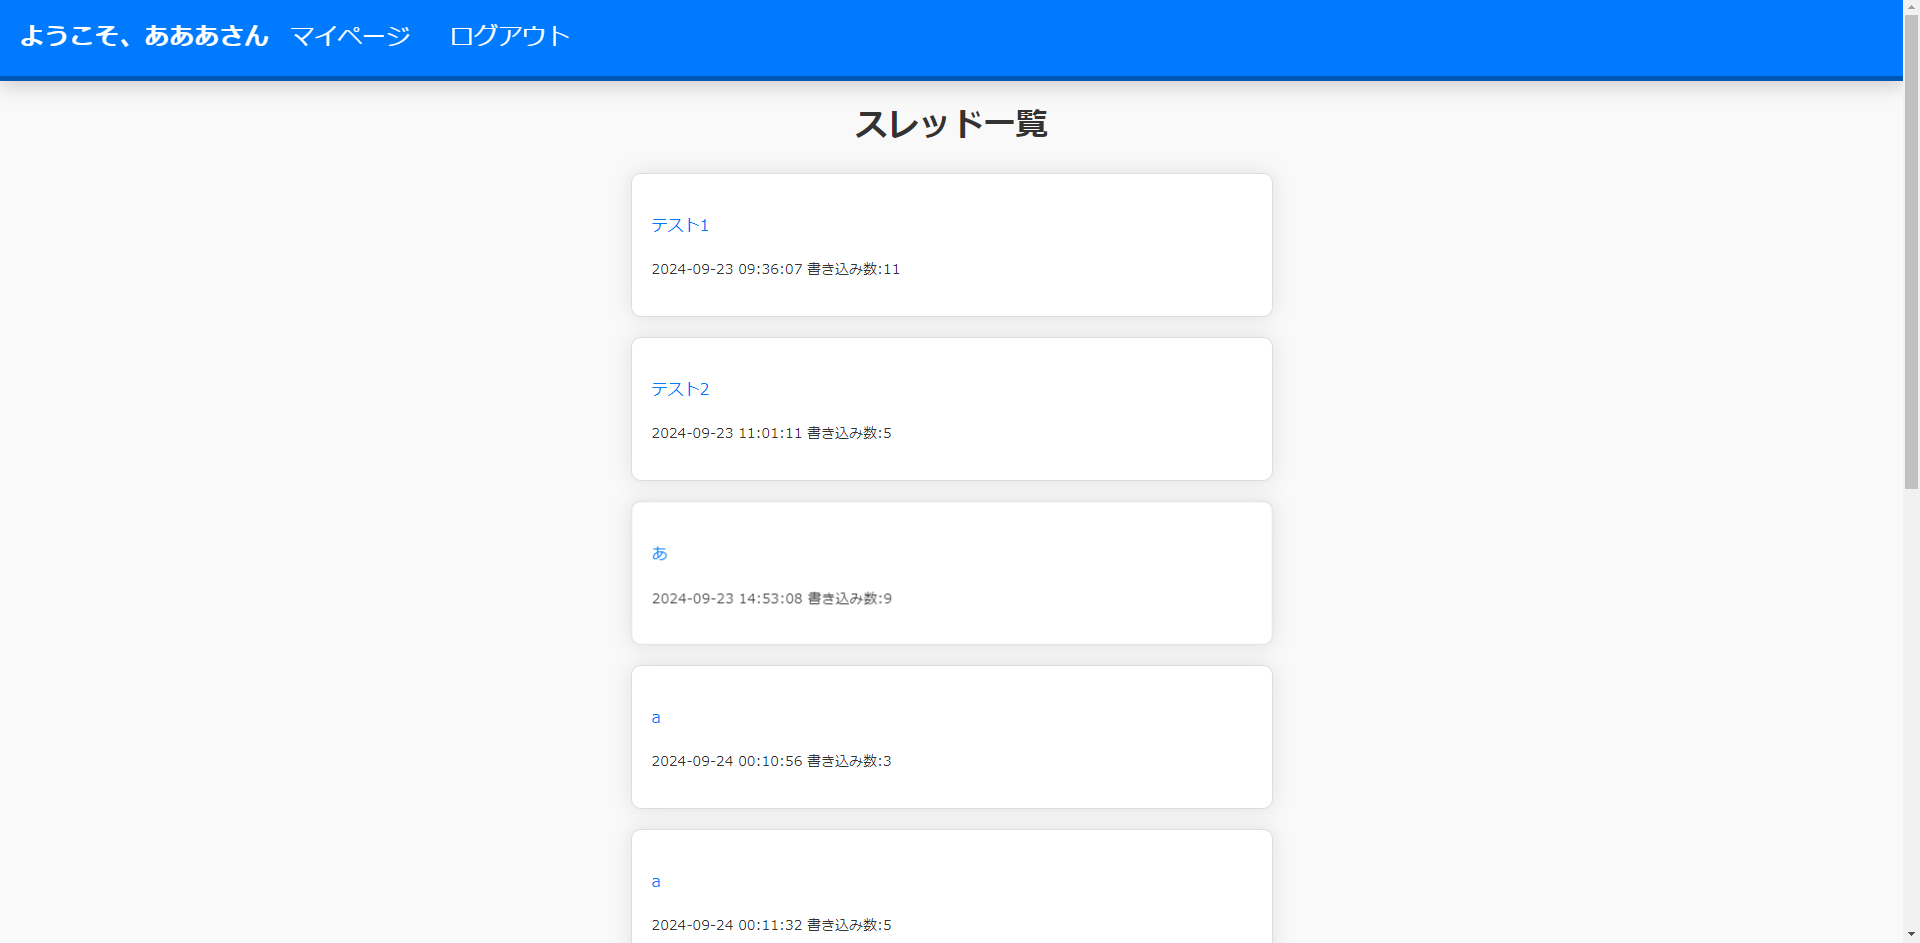 ようこそ、あああさん マイページ ログアウト
スレッド一覧
テスト1
2024-09-23 09:36:07 書き込み数:11
テスト2
2024-09-23 11:01:11 書き込み数:5
あ
2024-09-23 14:53:08 書き込み数:9
a
2024-09-24 00:10:56 書き込み数:3
a
2024-09-24 00:11:32 書き込み数:5